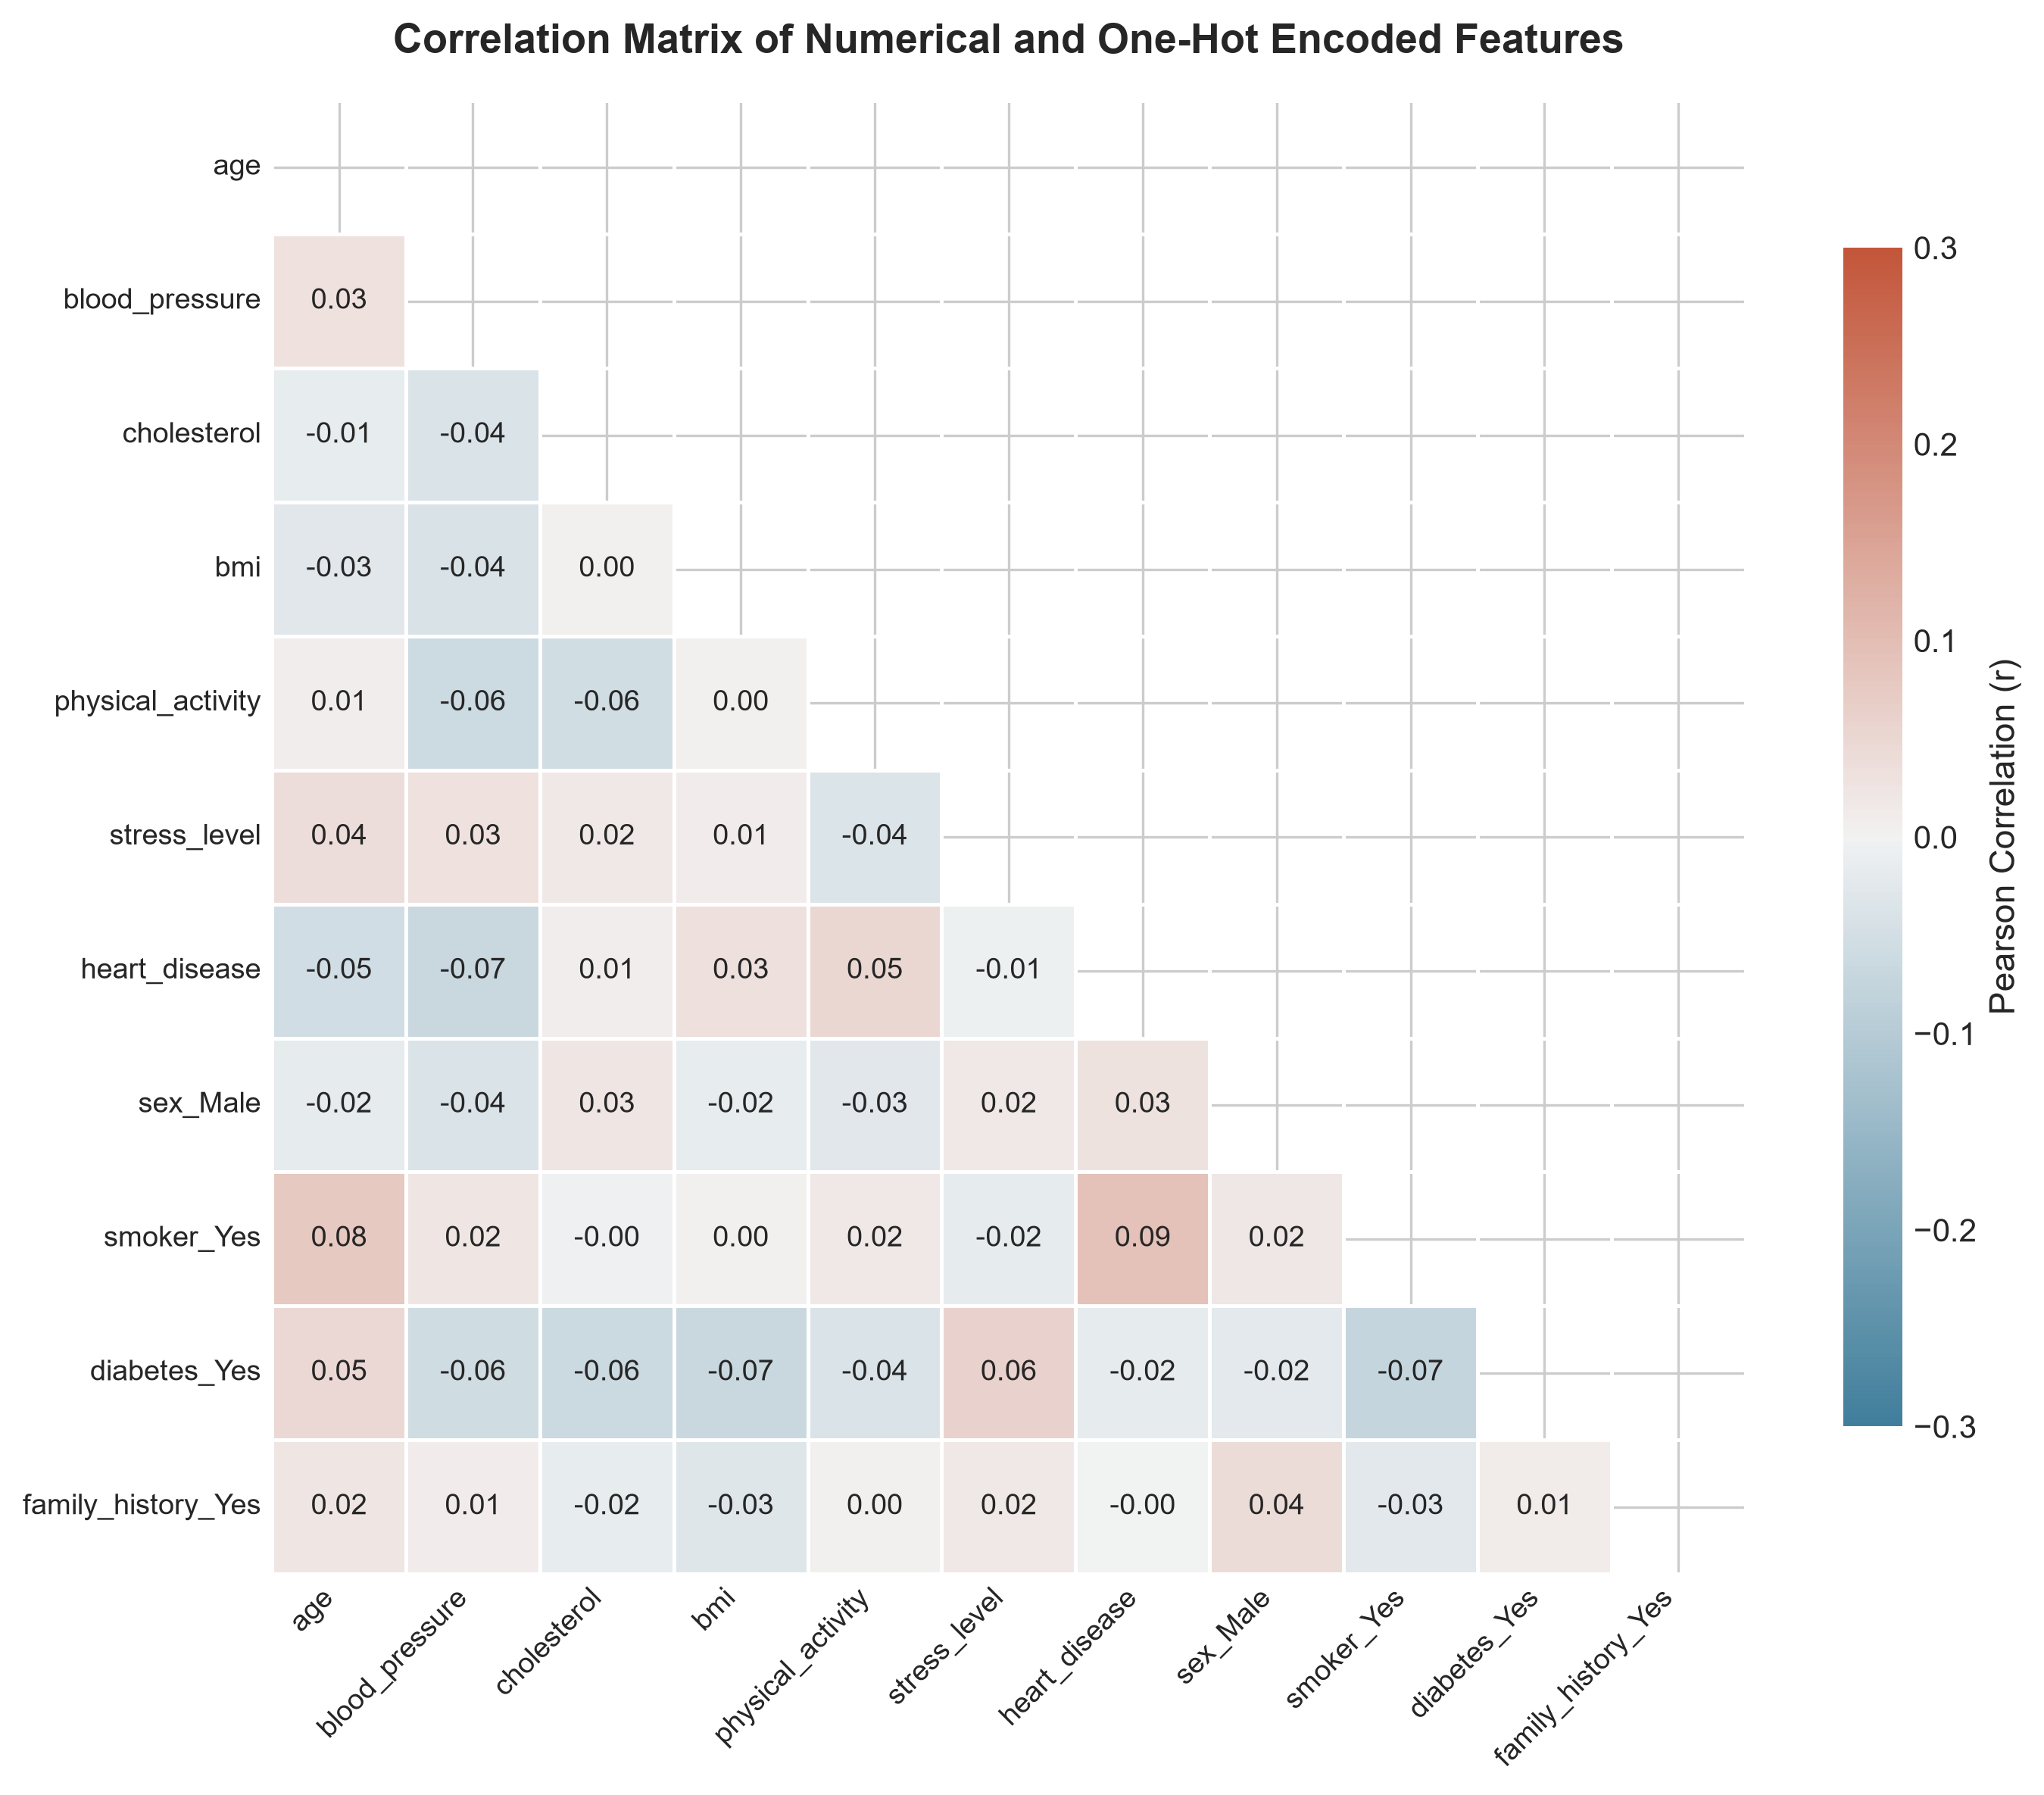 Correlation Matrix of Numerical and One-Hot Encoded Features
age
blood_pressure 0.03
cholesterol -0.01 -0.04
bmi -0.03 -0.04 0.00
physical_activity 0.01 -0.06 -0.06 0.00
stress_level 0.04 0.03 0.02 0.01 -0.04
heart_disease -0.05 -0.07 0.01 0.03 0.05 -0.01
sex_Male -0.02 -0.04 0.03 -0.02 -0.03 0.02 0.03
smoker_Yes 0.08 0.02 -0.00 0.00 0.02 -0.02 0.09 0.02
diabetes_Yes 0.05 -0.06 -0.06 -0.07 -0.04 0.06 -0.02 -0.02 -0.07
family_history_Yes 0.02 0.01 -0.02 -0.03 0.00 0.02 -0.00 0.04 -0.03 0.01
age blood_pressure cholesterol bmi physical_activity stress_level heart_disease sex_Male smoker_Yes diabetes_Yes family_history_Yes
0.3
0.2
0.1
0.0
−0.1
−0.2
−0.3
Pearson Correlation (r)